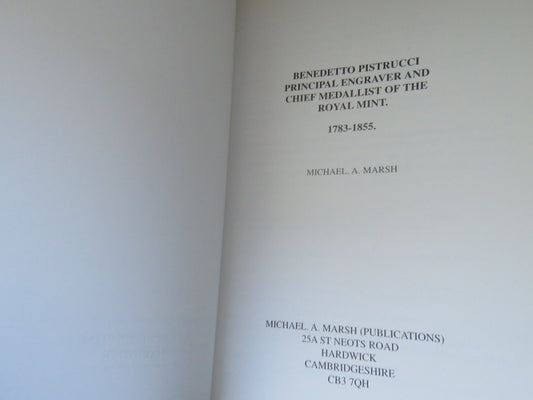 BENEDETTO PISTRUCCI
PRINCIPAL ENGRAVER AND
CHIEF MEDALLIST OF THE
ROYAL MINT.
1783-1855.
MICHAEL. A. MARSH
MICHAEL. A. MARSH (PUBLICATIONS)
25A ST NEOTS ROAD
HARDWICK
CAMBRIDGESHIRE
CB3 7QH